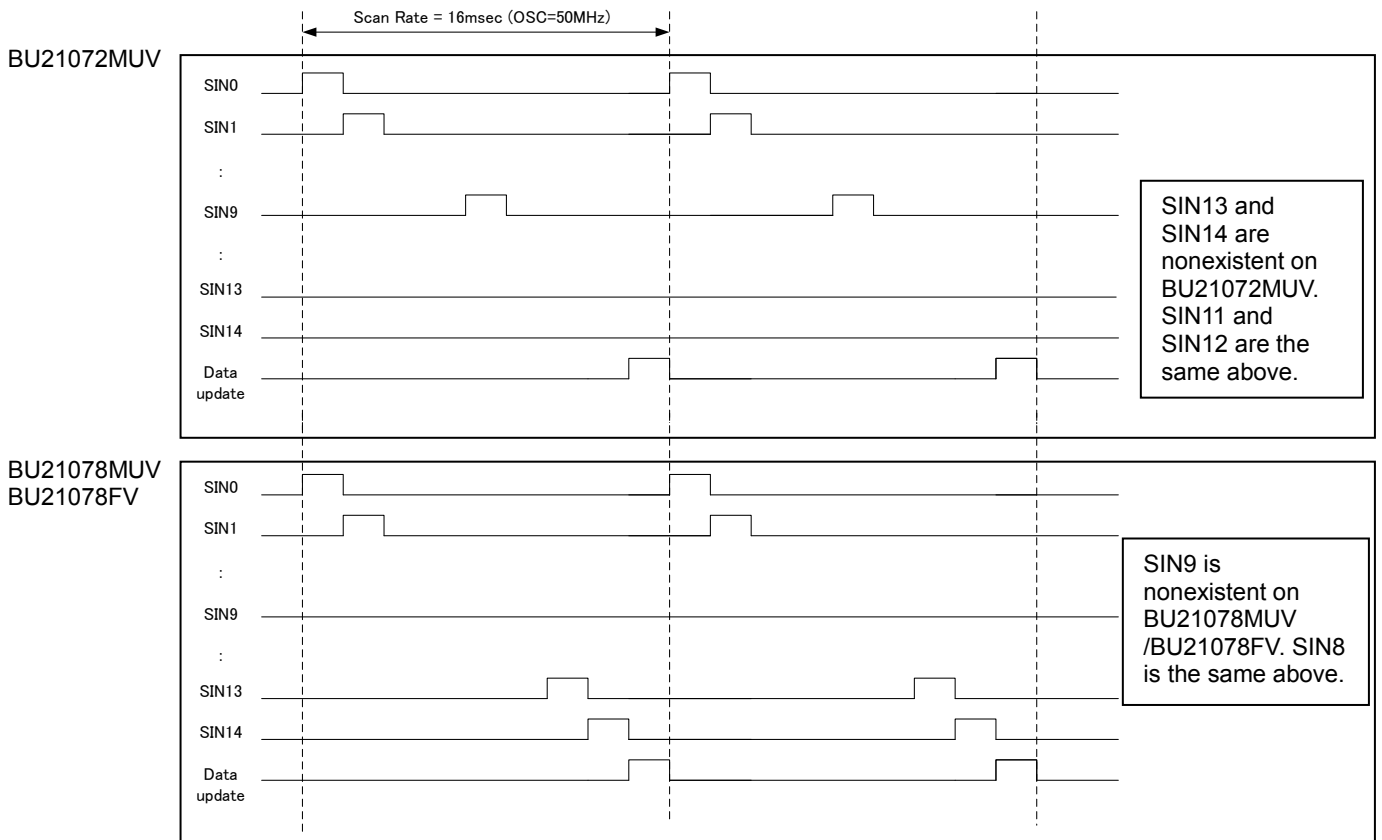 Scan Rate = 16msec (OSC=50MHz)
BU21072MUV
SIN0
SIN1
:
SIN9
:
SIN13
SIN14
Data
update
SIN13 and
SIN14 are
nonexistent on
BU21072MUV.
SIN11 and
SIN12 are the
same above.
BU21078MUV
BU21078FV
SIN0
SIN1
:
SIN9
:
SIN13
SIN14
Data
update
SIN9 is
nonexistent on
BU21078MUV
/BU21078FV. SIN8
is the same above.